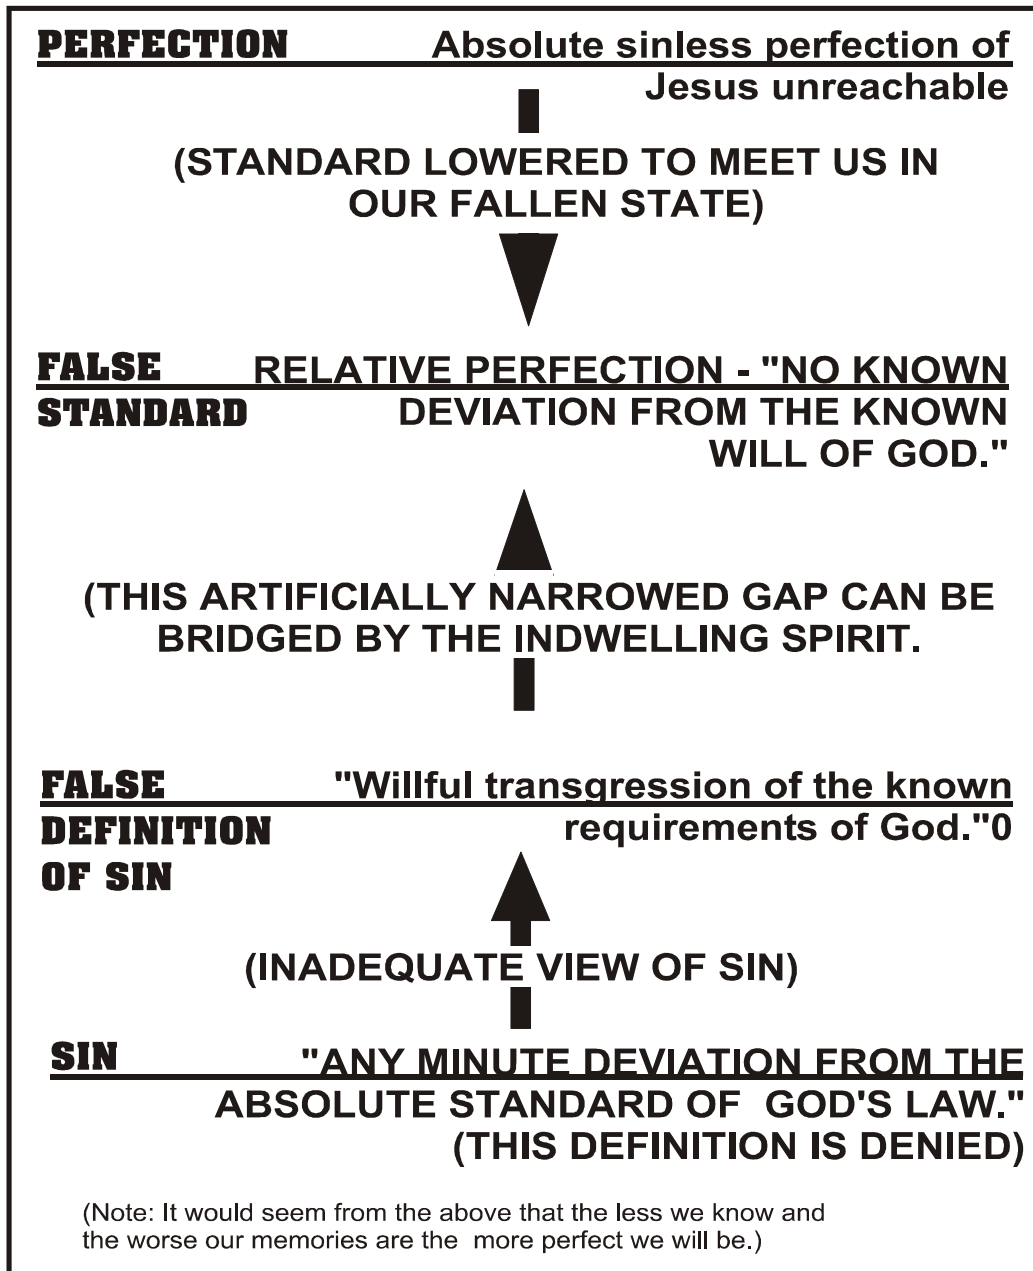 PERFECTION Absolute sinless perfection of
Jesus unreachable
(STANDARD LOWERED TO MEET US IN
OUR FALLEN STATE)
FALSE RELATIVE PERFECTION - "NO KNOWN
STANDARD DEVIATION FROM THE KNOWN
WILL OF GOD."
(THIS ARTIFICIALLY NARROWED GAP CAN BE
BRIDGED BY THE INDWELLING SPIRIT.
FALSE "Willful transgression of the known
DEFINITION requirements of God."0
OF SIN
(INADEQUATE VIEW OF SIN)
SIN "ANY MINUTE DEVIATION FROM THE
ABSOLUTE STANDARD OF GOD'S LAW."
(THIS DEFINITION IS DENIED)
(Note: It would seem from the above that the less we know and
the worse our memories are the more perfect we will be.)